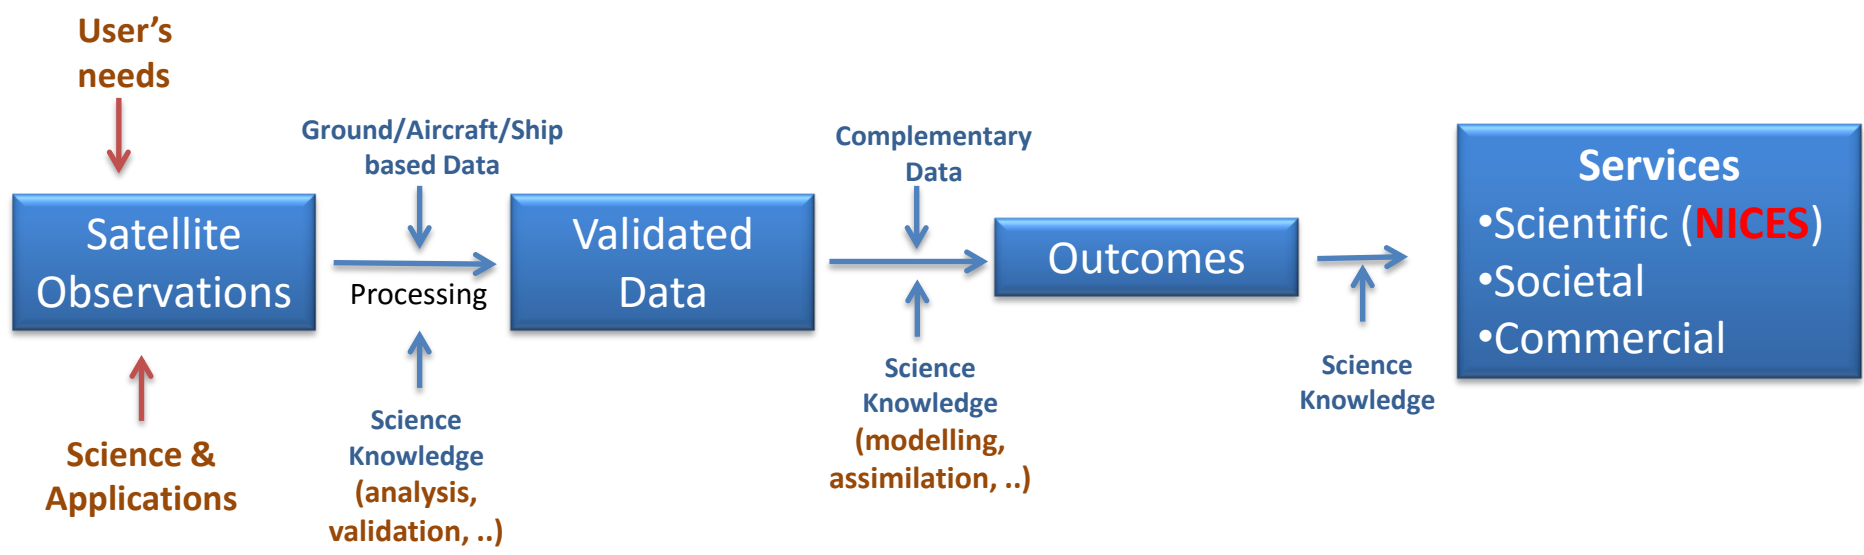 User's
needs
Ground/Aircraft/Ship
based Data
Satellite
Observations
Science &
Applications
Processing
Science
Knowledge
(analysis,
validation, ..)
Validated
Data
Complementary
Data
Science
Knowledge
(modelling,
assimilation, ..)
Outcomes
Science
Knowledge
Services
•Scientific (NICES)
•Societal
•Commercial